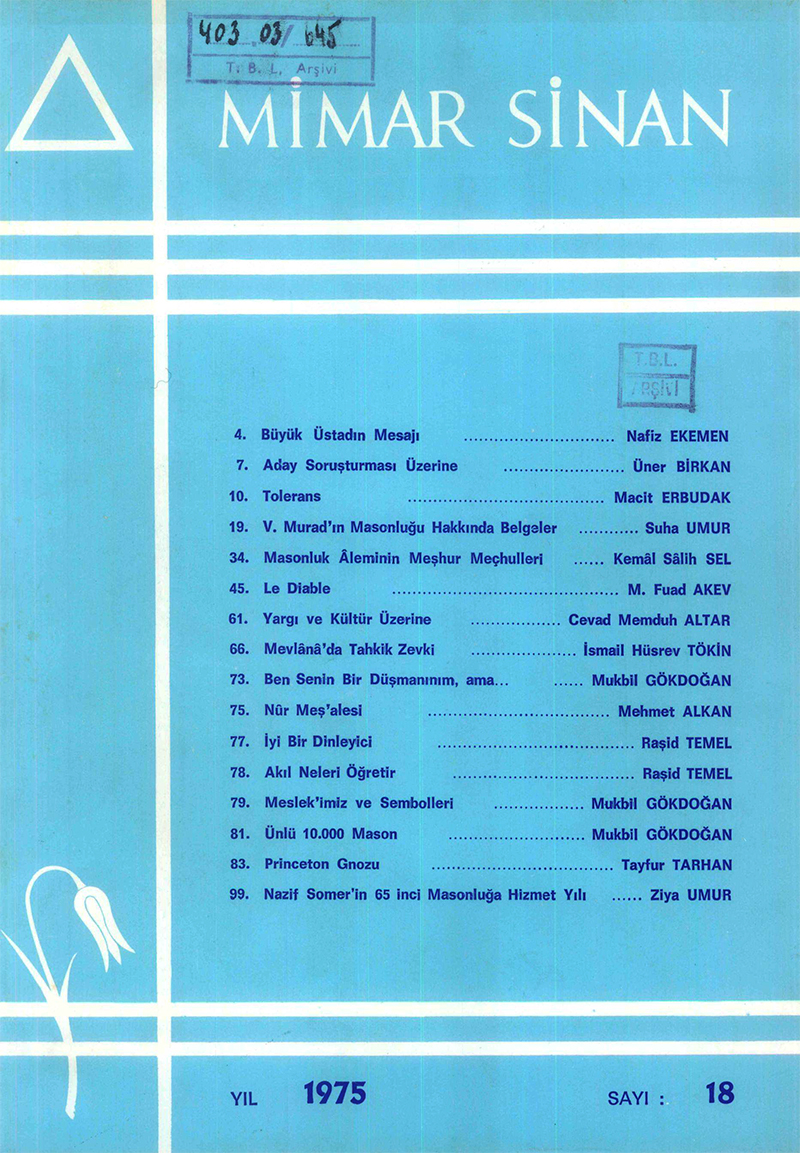 403.03/645
T. B. L. Arşivi
MİMAR SİNAN
T.B.L.
ARŞİVİ
4. Büyük Üstadın Mesajı .............................. Nafiz EKEMEN
7. Aday Soruşturması Üzerine ........................ Üner BİRKAN
10. Tolerans ....................................... Macit ERBUDAK
19. V. Murad'ın Masonluğu Hakkında Belgeler ............ Suha UMUR
34. Masonluk Âleminin Meşhur Meçhulleri ...... Kemâl Sâlih SEL
45. Le Diable ............................................. M. Fuad AKEV
61. Yargı ve Kültür Üzerine .................. Cevad Memduh ALTAR
66. Mevlânâ'da Tahkik Zevki ..................... İsmail Hüsrev TÖKİN
73. Ben Senin Bir Düşmanınım, ama... ...... Mukbil GÖKDOĞAN
75. Nûr Meş'alesi .................................... Mehmet ALKAN
77. İyi Bir Dinleyici ....................................... Raşid TEMEL
78. Akıl Neleri Öğretir .................................... Raşid TEMEL
79. Meslek'imiz ve Sembolleri .................. Mukbil GÖKDOĞAN
81. Ünlü 10.000 Mason ........................... Mukbil GÖKDOĞAN
83. Princeton Gnozu .................................... Tayfur TARHAN
99. Nazif Somer'in 65 inci Masonluğa Hizmet Yılı ...... Ziya UMUR
YIL 1975 SAYI : 18